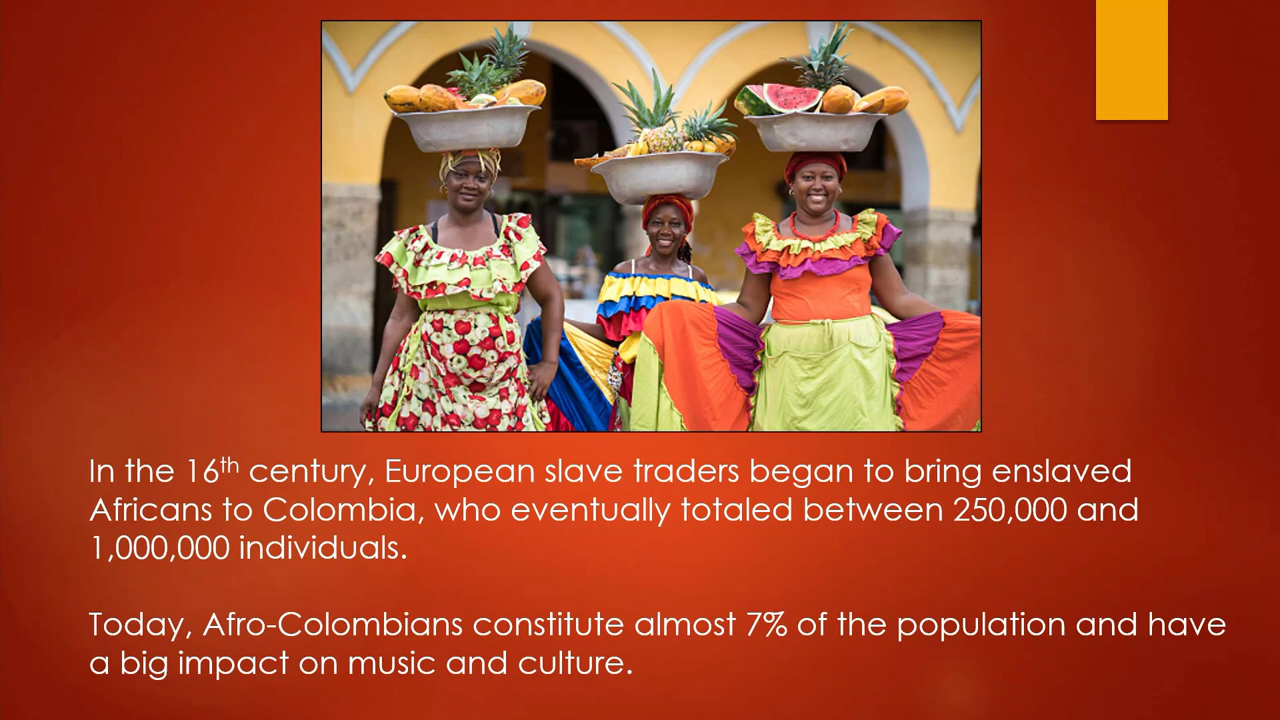 In the 16th century, European slave traders began to bring enslaved
Africans to Colombia, who eventually totaled between 250,000 and
1,000,000 individuals.
Today, Afro-Colombians constitute almost 7% of the population and have
a big impact on music and culture.